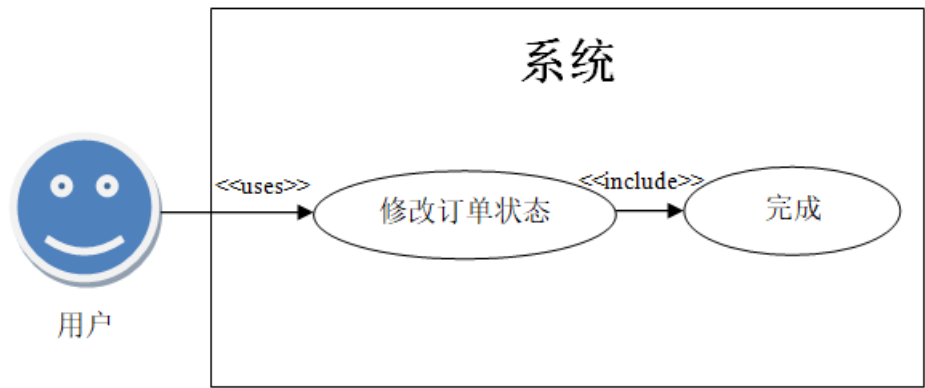 系统
<<uses>>
修改订单状态
<<include>>
完成
用户